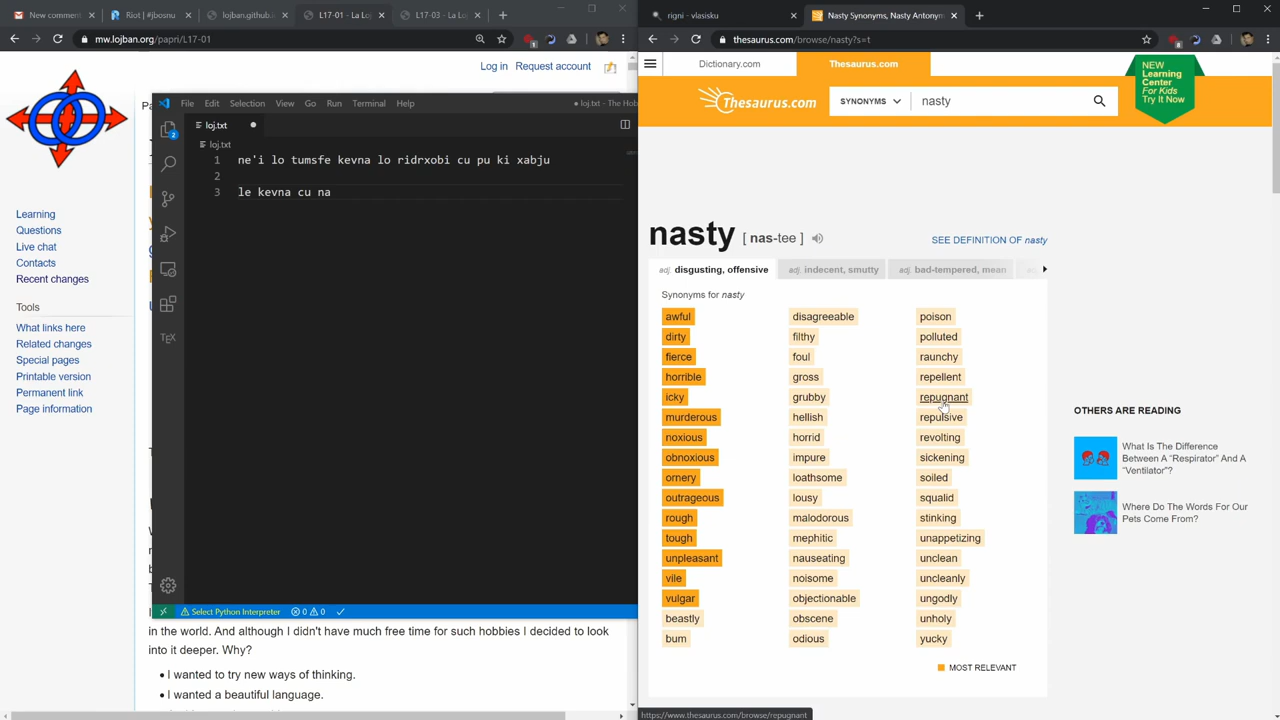 New comment
Riot | #jbosnu
lojban.github.
L17-01 - La Lo
L17-03 - La L
mw.lojban.org/papri/L17-01
Log in Request account
Learning
Questions
Live chat
Contacts
Recent changes
Tools
What links here
Related changes
Special pages
Printable version
Permanent link
Page information
File Edit Selection View Go Run Terminal Help
● loj.txt - The Hob
loj.txt
loj.txt
1 ne'i lo tumsfe kevna lo ridrxobi cu pu ki xabju
2
3 le kevna cu na
Select Python Interpreter 0 0
in the world. And although I didn't have much free time for such hobbies I decided to look
into it deeper. Why?
• I wanted to try new ways of thinking.
• I wanted a beautiful language.
rigni - vlasisku
Nasty Synonyms, Nasty Antonym
thesaurus.com/browse/nasty?s=t
Dictionary.com
Thesaurus.com
NEW
Learning
Center
For Kids
Try It Now
Thesaurus.com
SYNONYMS
nasty
nasty [ nas-tee ]
SEE DEFINITION OF nasty
adj. disgusting, offensive
adj. indecent, smutty
adj. bad-tempered, mean
Synonyms for nasty
awful
dirty
fierce
horrible
icky
murderous
noxious
obnoxious
ornery
outrageous
rough
tough
unpleasant
vile
vulgar
beastly
bum
disagreeable
filthy
foul
gross
grubby
hellish
horrid
impure
loathsome
lousy
malodorous
mephitic
nauseating
noisome
objectionable
obscene
odious
poison
polluted
raunchy
repellent
repugnant
repulsive
revolting
sickening
soiled
squalid
stinking
unappetizing
unclean
uncleanly
ungodly
unholy
yucky
MOST RELEVANT
OTHERS ARE READING
What Is The Difference
Between A “Respirator” And A
“Ventilator”?
Where Do The Words For Our
Pets Come From?
https://www.thesaurus.com/browse/repugnant